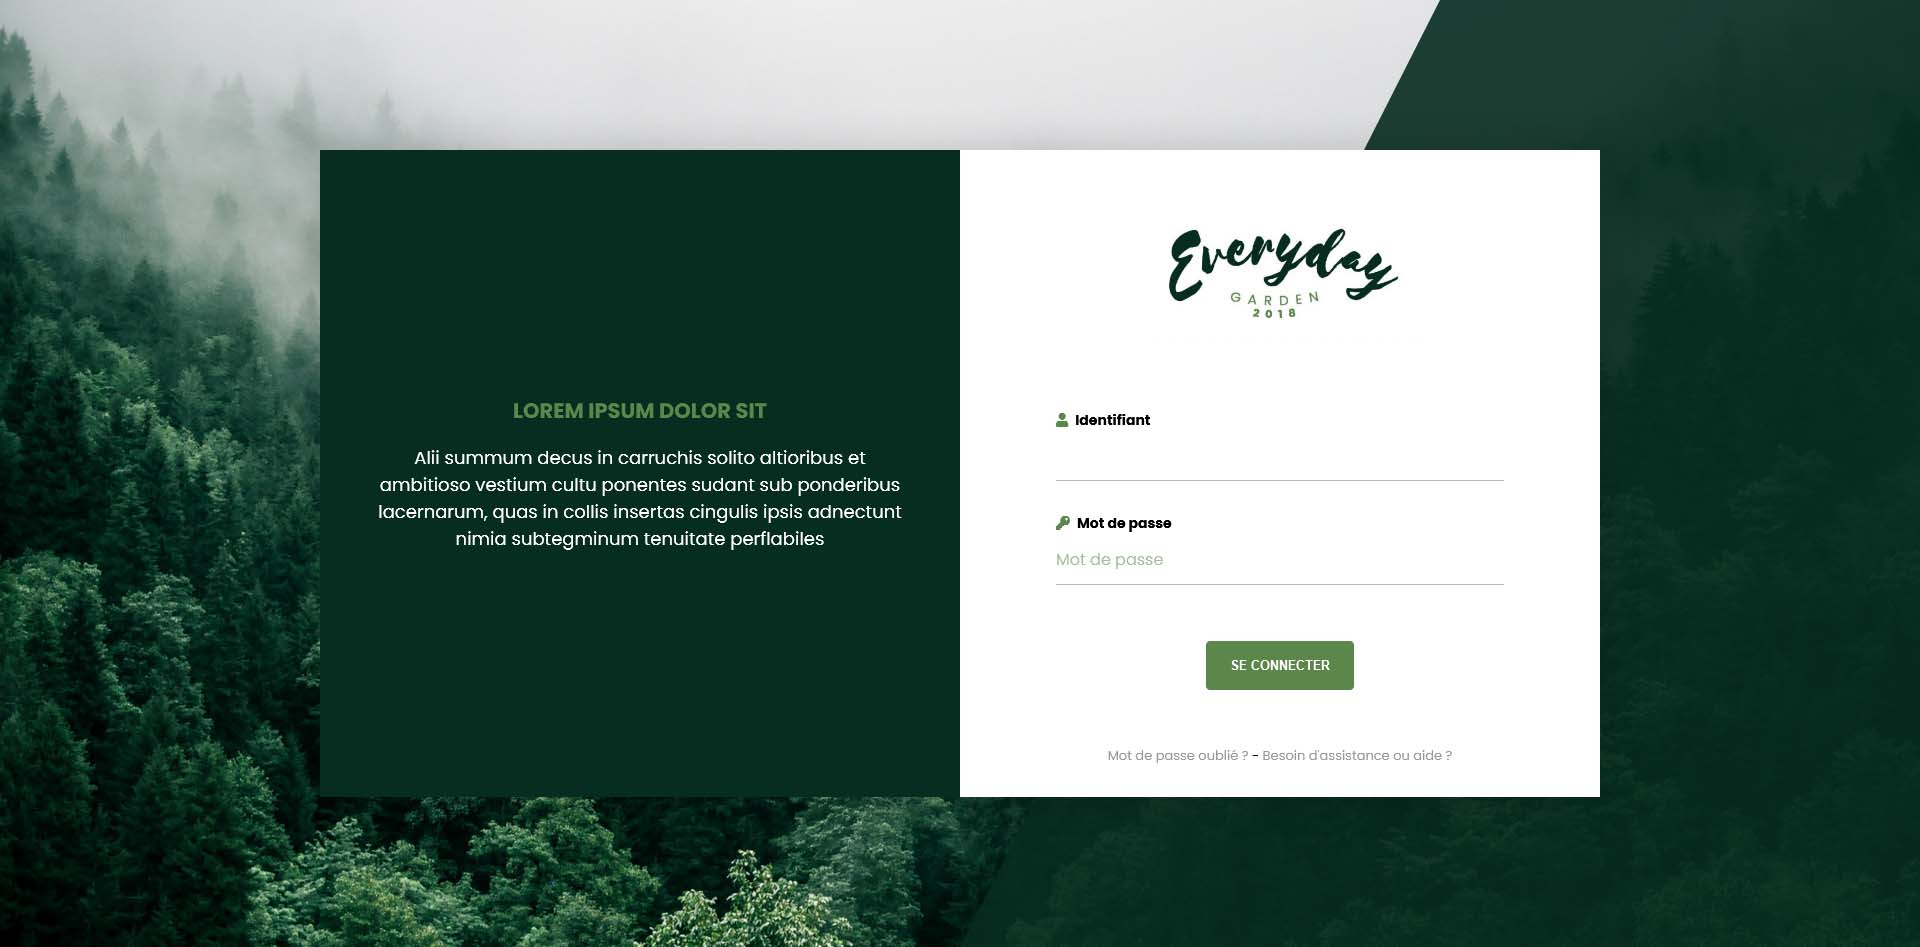 LOREM IPSUM DOLOR SIT
Alii summum decus in carruchis solito altioribus et
ambitioso vestium cultu ponentes sudant sub ponderibus
lacernarum, quas in collis insertas cingulis ipsis adnectunt
nimia subtegminum tenuitate perflabiles
Everyday
GARDEN
2018
Identifiant
Mot de passe
Mot de passe
SE CONNECTER
Mot de passe oublié ? - Besoin d'assistance ou aide ?